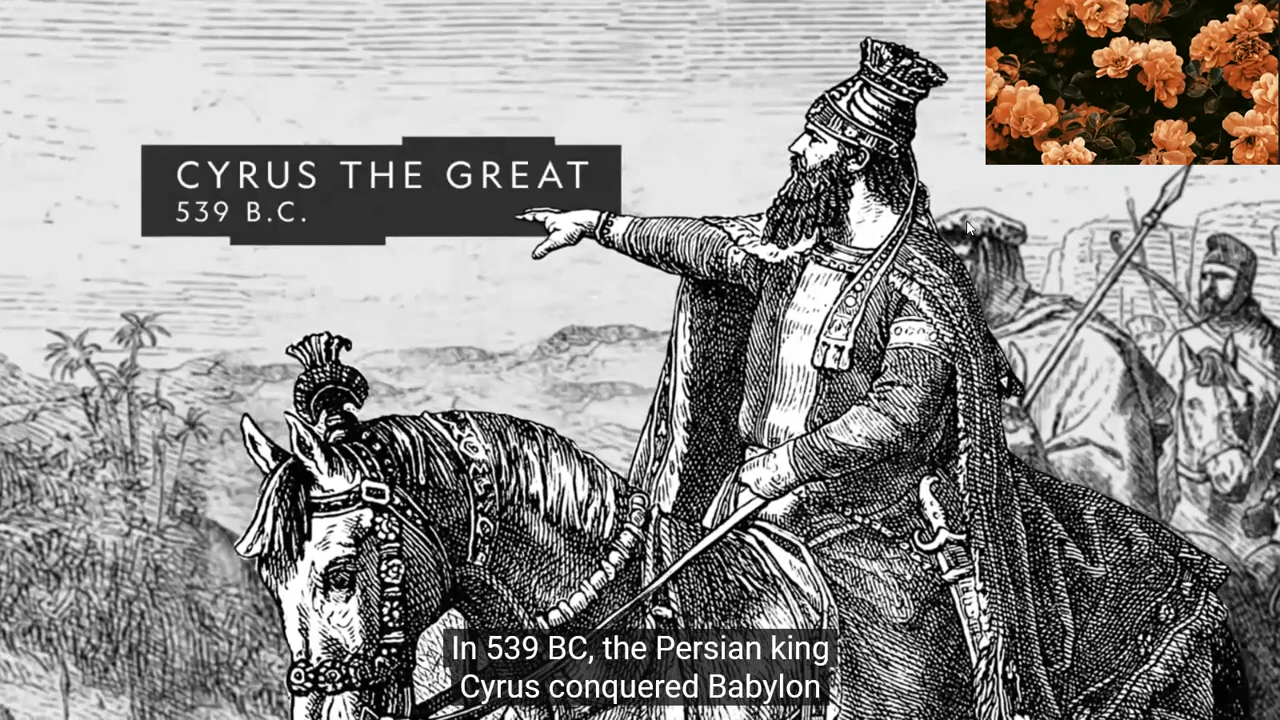 CYRUS THE GREAT
539 B.C.
In 539 BC, the Persian king
Cyrus conquered Babylon